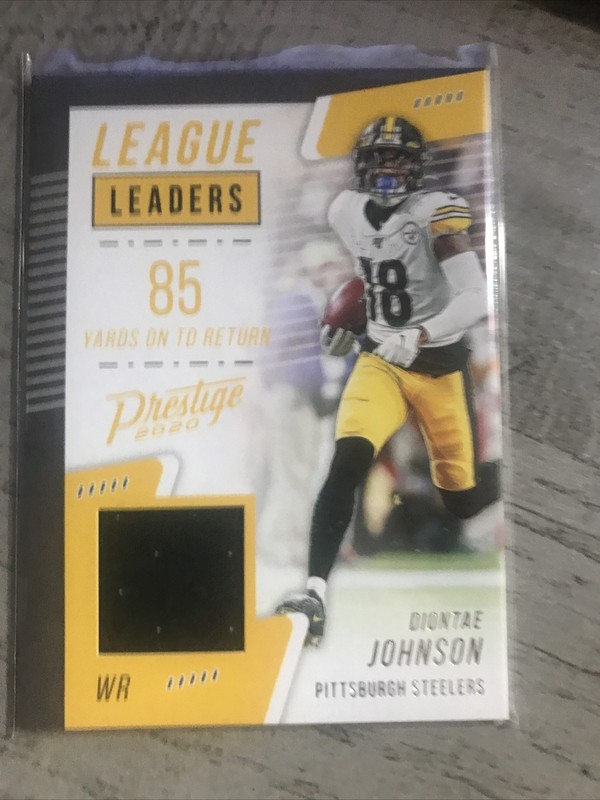 LEAGUE
LEADERS
85
YARDS ON TD RETURN
Prestige
2020
18
WR
DIONTAE
JOHNSON
PITTSBURGH STEELERS